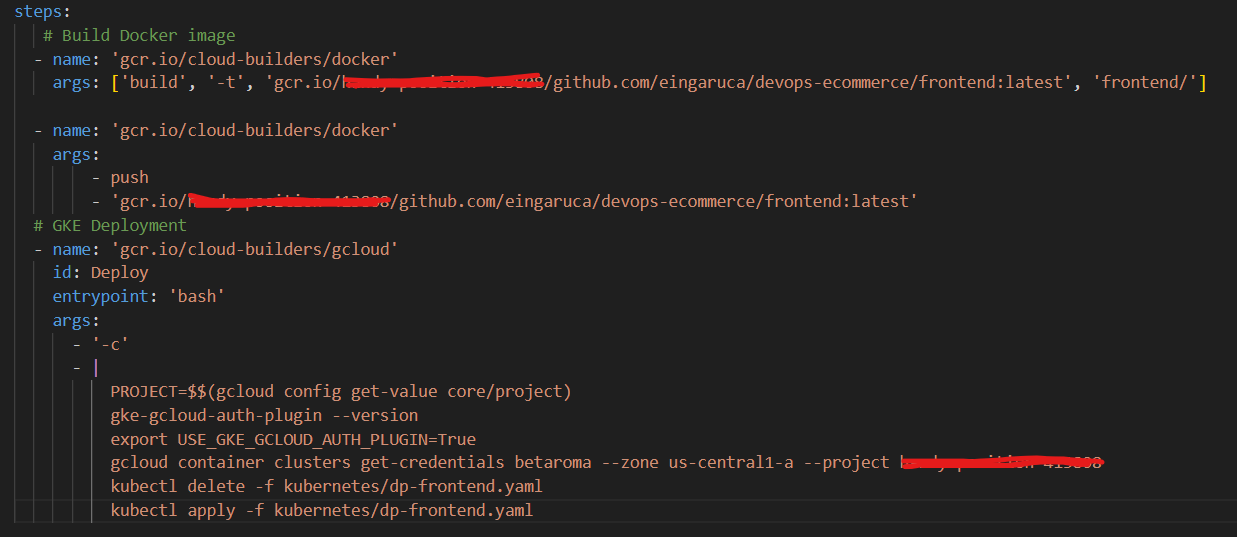 steps:
# Build Docker image
- name: 'gcr.io/cloud-builders/docker'
args: ['build', '-t', 'gcr.io/ /github.com/eingaruca/devops-ecommerce/frontend:latest', 'frontend/']
- name: 'gcr.io/cloud-builders/docker'
args:
- push
- 'gcr.io/ /github.com/eingaruca/devops-ecommerce/frontend:latest'
# GKE Deployment
- name: 'gcr.io/cloud-builders/gcloud'
id: Deploy
entrypoint: 'bash'
args:
- '-c'
- |
PROJECT=$$(gcloud config get-value core/project)
gke-gcloud-auth-plugin --version
export USE_GKE_GCLOUD_AUTH_PLUGIN=True
gcloud container clusters get-credentials betaroma --zone us-central1-a --project
kubectl delete -f kubernetes/dp-frontend.yaml
kubectl apply -f kubernetes/dp-frontend.yaml